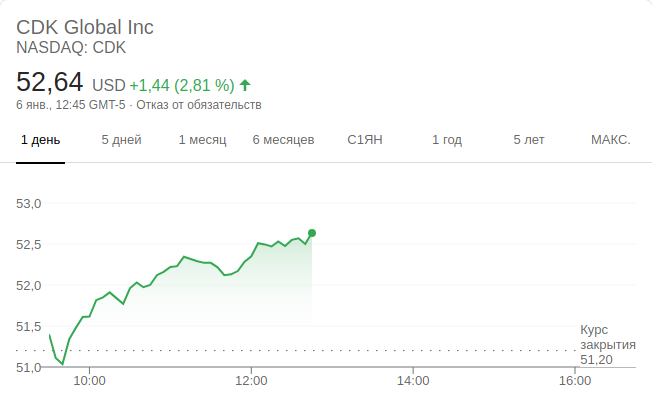 CDK Global Inc
NASDAQ: CDK
52,64 USD +1,44 (2,81 %)
6 янв., 12:45 GMT-5 · Отказ от обязательств
1 день 5 дней 1 месяц 6 месяцев С1ЯН 1 год 5 лет МАКС.
53,0
52,5
52,0
51,5
Курс
закрытия
51,20
51,0
10:00 12:00 14:00 16:00